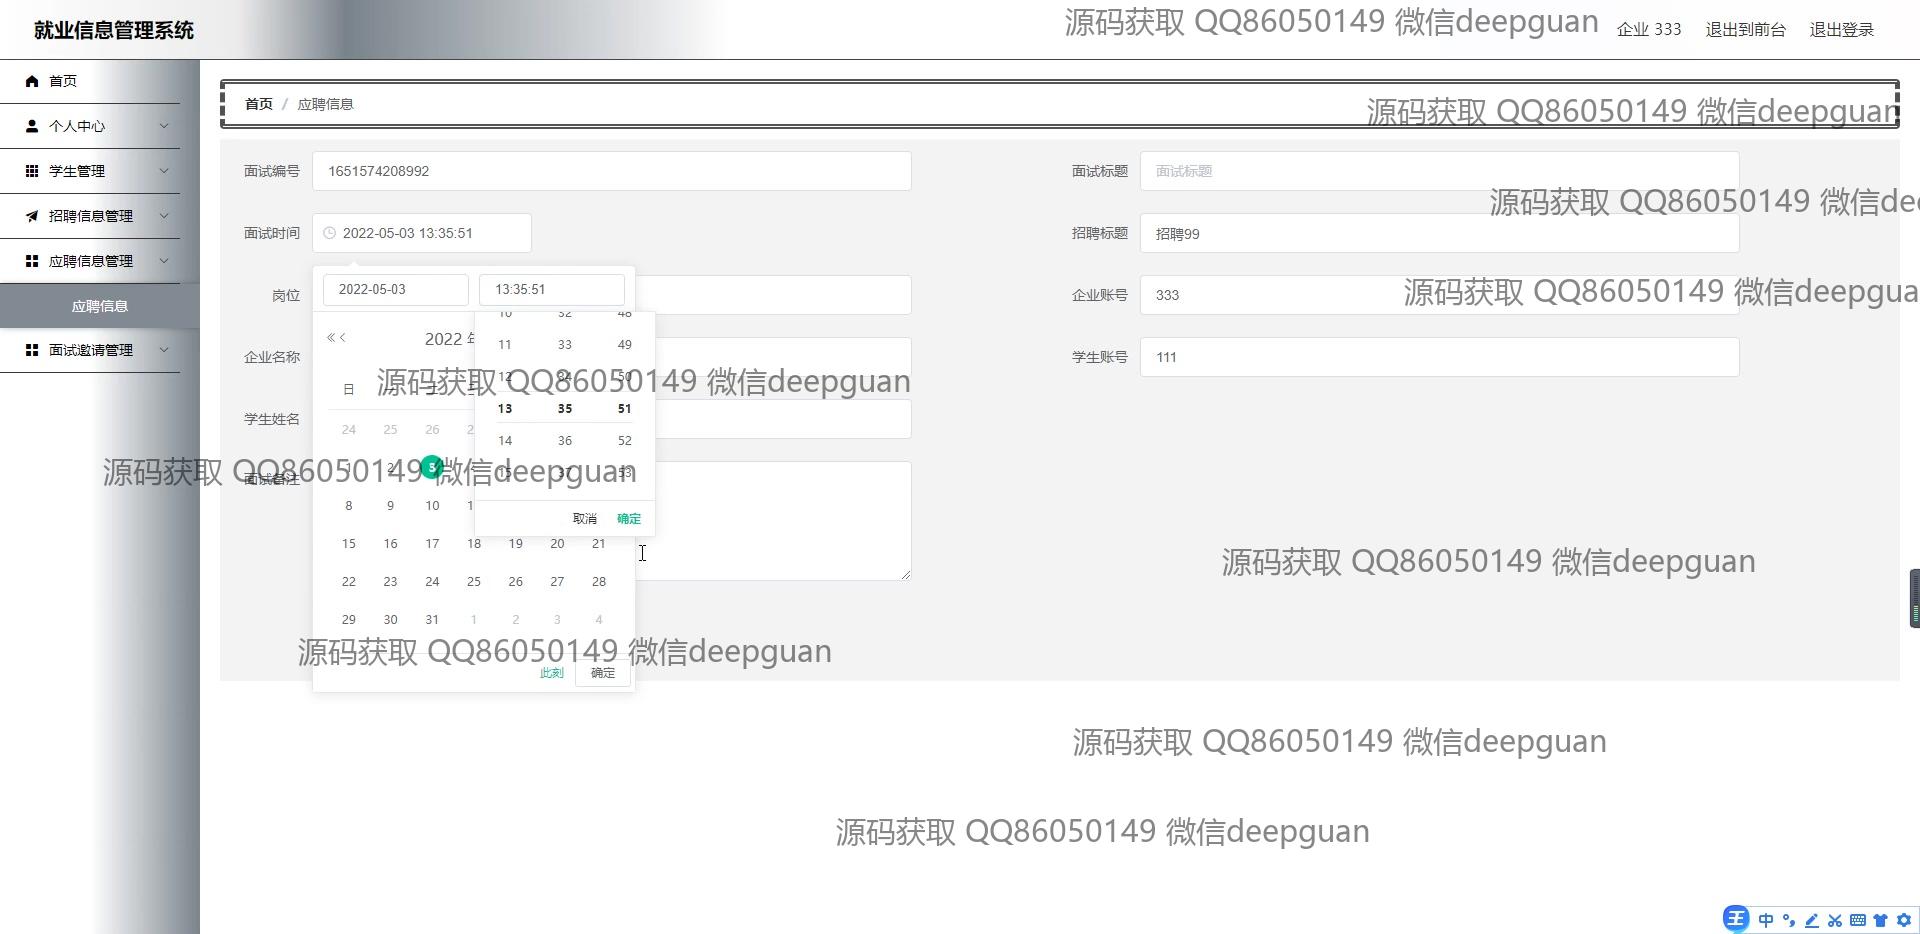 就业信息管理系统
源码获取 QQ86050149 微信deepguan
企业 333
退出到前台
退出登录
首页
个人中心
学生管理
招聘信息管理
应聘信息管理
应聘信息
面试邀请管理
首页 / 应聘信息
源码获取 QQ86050149 微信deepguan
面试编号 1651574208992
面试标题 面试标题
源码获取 QQ86050149 微信dee
面试时间 2022-05-03 13:35:51
招聘标题 招聘99
岗位
2022-05-03 13:35:51
企业账号 333
源码获取 QQ86050149 微信deepgua
2022 年
10 32 48
11 33 49
12 34 50
13 35 51
14 36 52
15 37 53
取消 确定
企业名称
学生账号 111
源码获取 QQ86050149 微信deepguan
日 一 二
学生姓名
24 25 26 2
1 2 3
源码获取 QQ86050149 微信deepguan
面试备注
8 9 10 1
15 16 17 18 19 20 21
22 23 24 25 26 27 28
29 30 31 1 2 3 4
源码获取 QQ86050149 微信deepguan
此刻 确定
源码获取 QQ86050149 微信deepguan
源码获取 QQ86050149 微信deepguan
源码获取 QQ86050149 微信deepguan
王 中